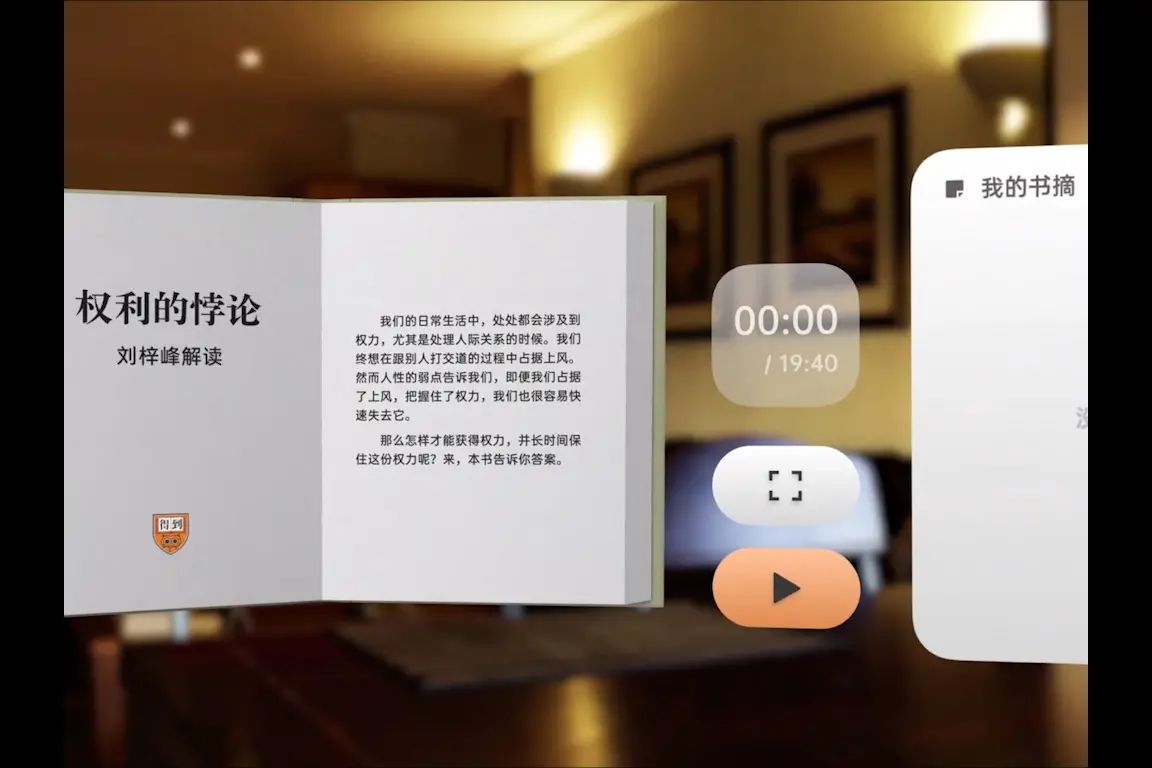 权利的悖论
刘梓峰解读
得到
我们的日常生活中，处处都会涉及到
权力，尤其是处理人际关系的时候。我们
终想在跟别人打交道的过程中占据上风。
然而人性的弱点告诉我们，即便我们占据
了上风，把握住了权力，我们也很容易快
速失去它。
那么怎样才能获得权力，并长时间保
住这份权力呢？来，本书告诉你答案。
00:00
/ 19:40
我的书摘